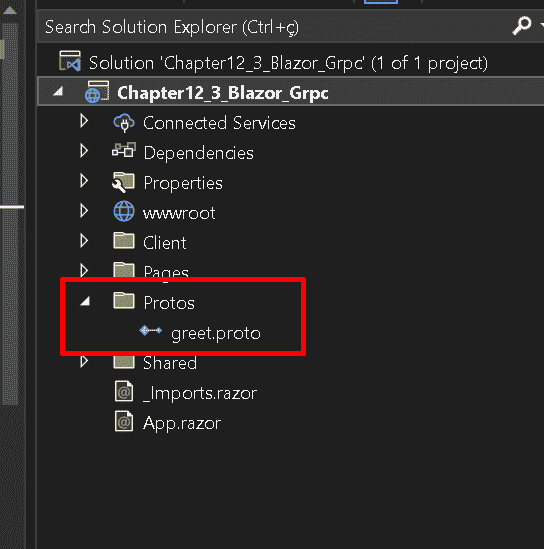 Search Solution Explorer (Ctrl+ç)
Solution 'Chapter12_3_Blazor_Grpc' (1 of 1 project)
Chapter12_3_Blazor_Grpc
Connected Services
Dependencies
Properties
wwwroot
Client
Pages
Protos
greet.proto
Shared
_Imports.razor
App.razor